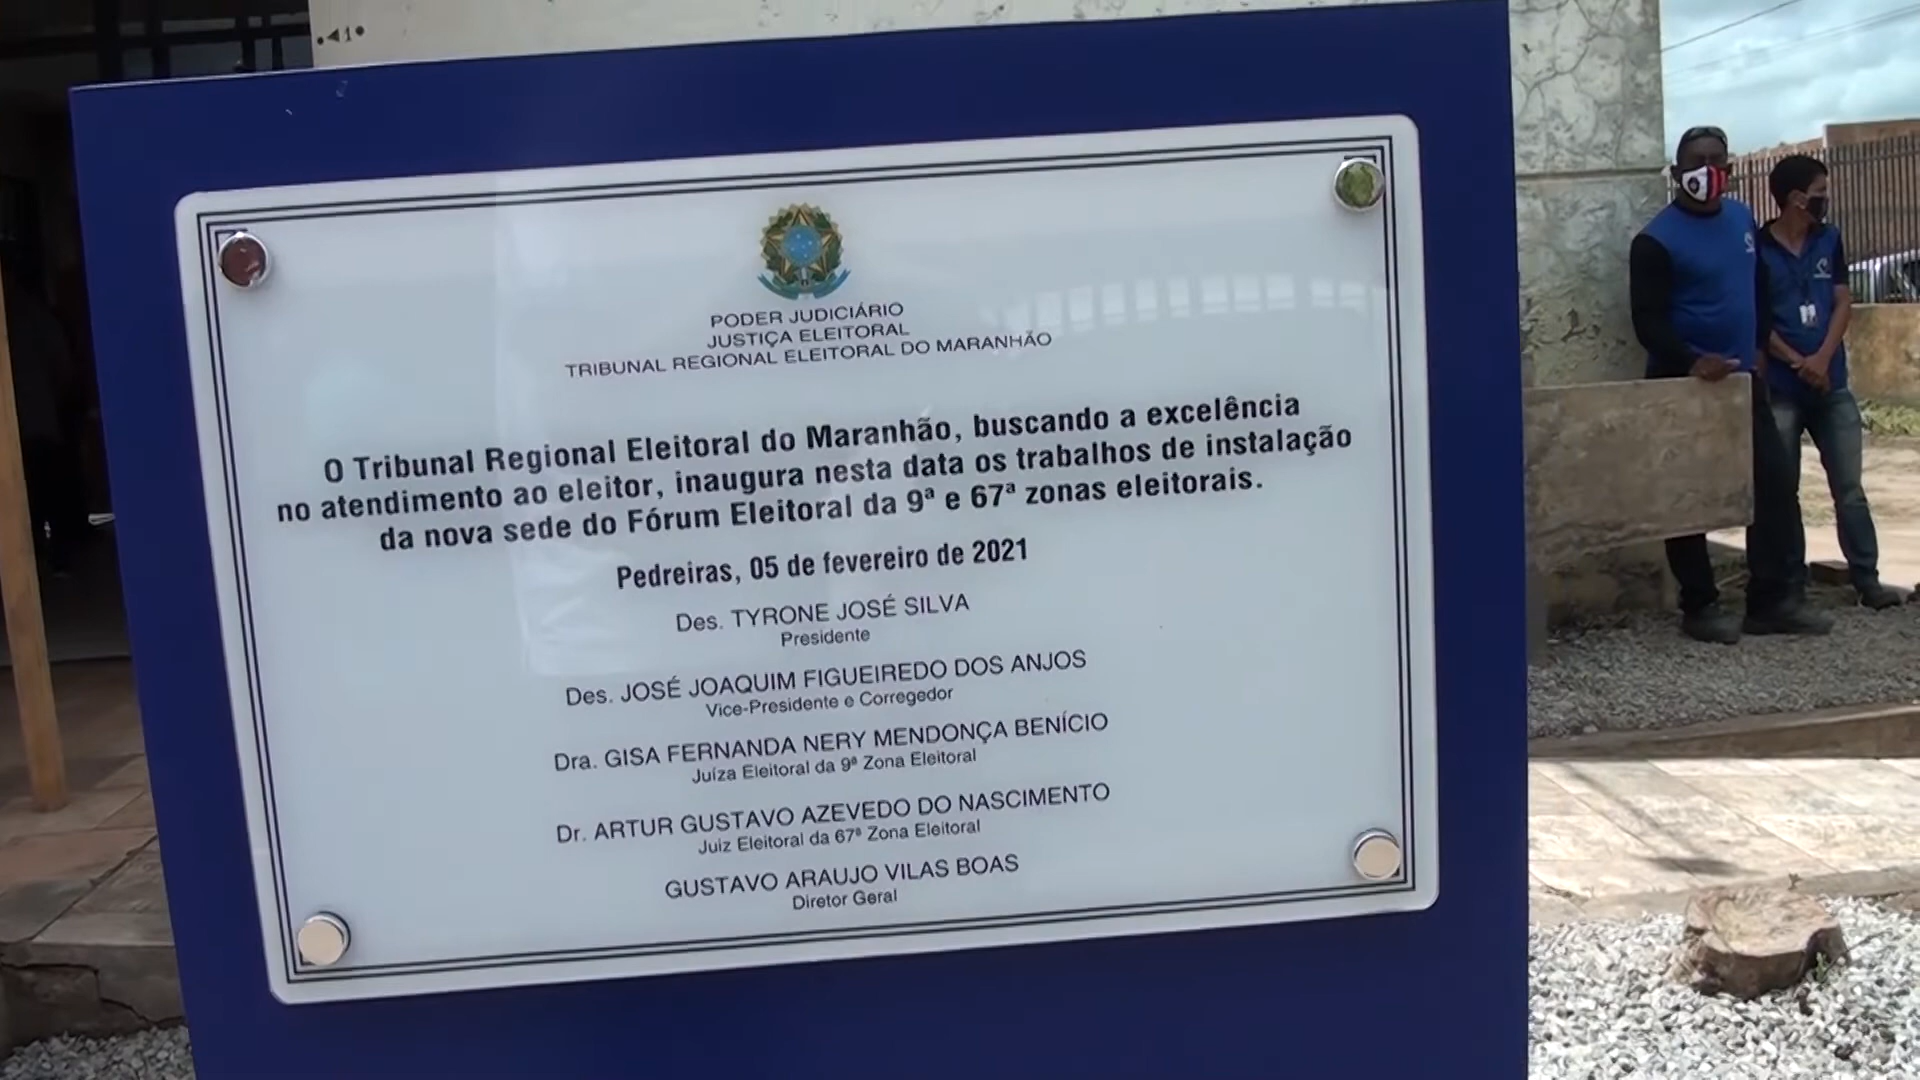 PODER JUDICIÁRIO
JUSTIÇA ELEITORAL
TRIBUNAL REGIONAL ELEITORAL DO MARANHÃO
O Tribunal Regional Eleitoral do Maranhão, buscando a excelência
no atendimento ao eleitor, inaugura nesta data os trabalhos de instalação
da nova sede do Fórum Eleitoral da 9ª e 67ª zonas eleitorais.
Pedreiras, 05 de fevereiro de 2021
Des. TYRONE JOSÉ SILVA
Presidente
Des. JOSÉ JOAQUIM FIGUEIREDO DOS ANJOS
Vice-Presidente e Corregedor
Dra. GISA FERNANDA NERY MENDONÇA BENÍCIO
Juíza Eleitoral da 9ª Zona Eleitoral
Dr. ARTUR GUSTAVO AZEVEDO DO NASCIMENTO
Juiz Eleitoral da 67ª Zona Eleitoral
GUSTAVO ARAUJO VILAS BOAS
Diretor Geral